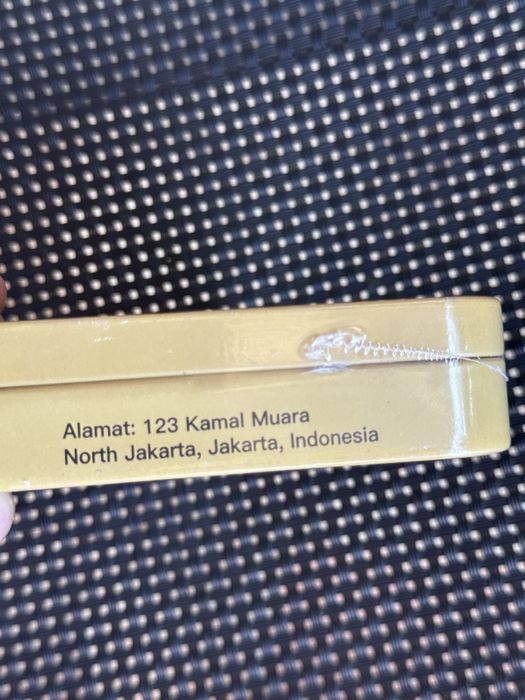 Alamat: 123 Kamal Muara
North Jakarta, Jakarta, Indonesia